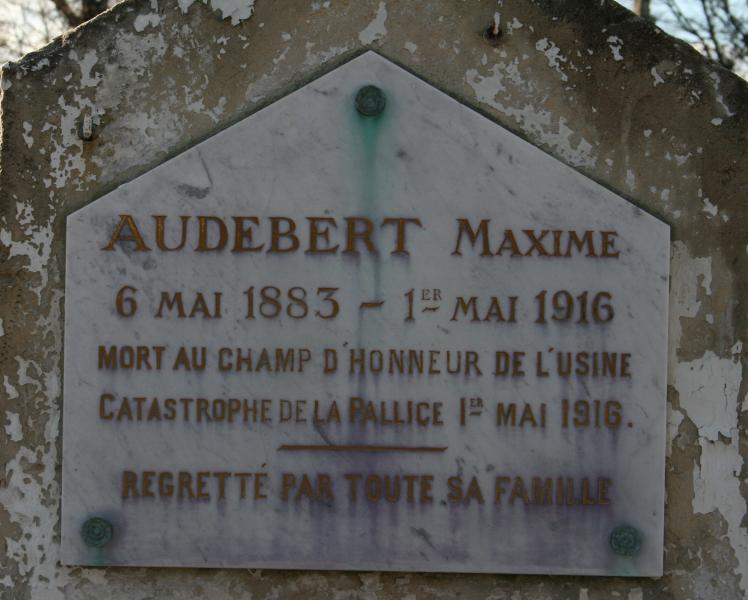 AUDEBERT MAXIME
6 MAI 1883 - 1ER MAI 1916
MORT AU CHAMP D'HONNEUR DE L'USINE
CATASTROPHE DE LA PALLICE 1ER MAI 1916.
REGRETTÉ PAR TOUTE SA FAMILLE